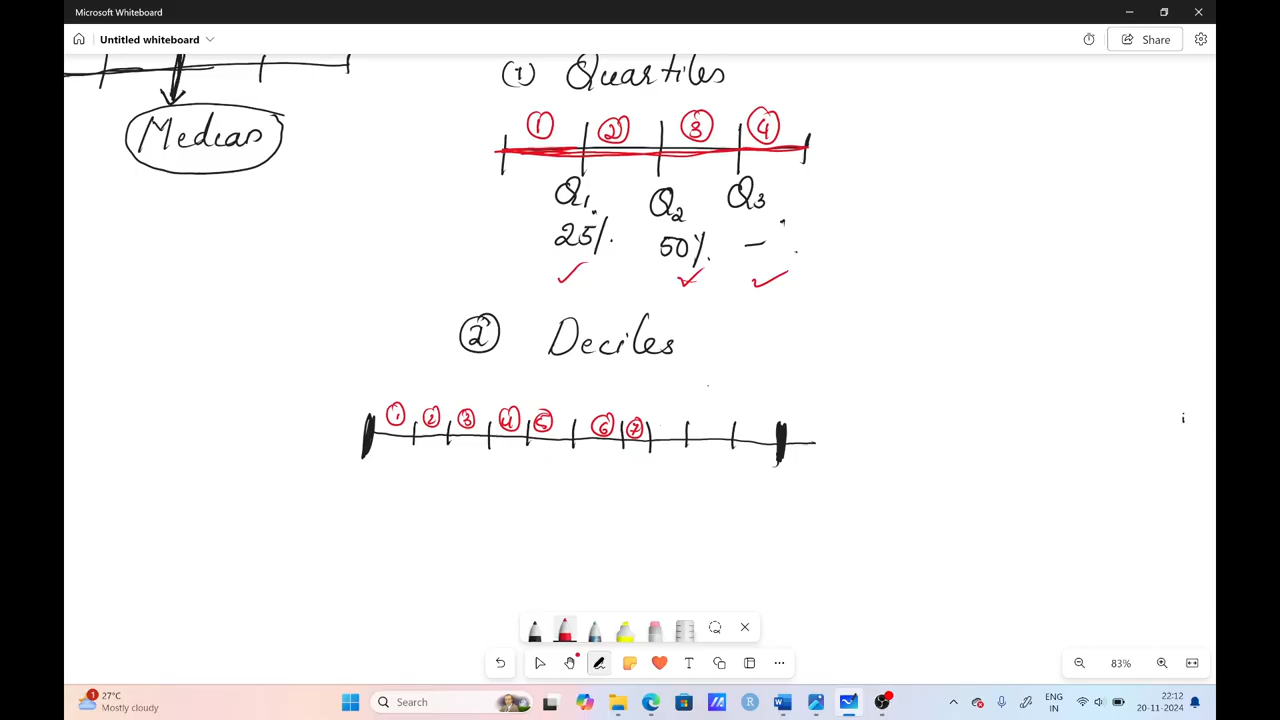 Microsoft Whiteboard
Untitled whiteboard
Share
Median
(1) Quartiles
1 2 3 4
Q1 Q2 Q3
25% 50% —
2 Deciles
1 2 3 4 5 6 7
83%
1
27°C
Mostly cloudy
Search
ENG
IN
22:12
20-11-2024